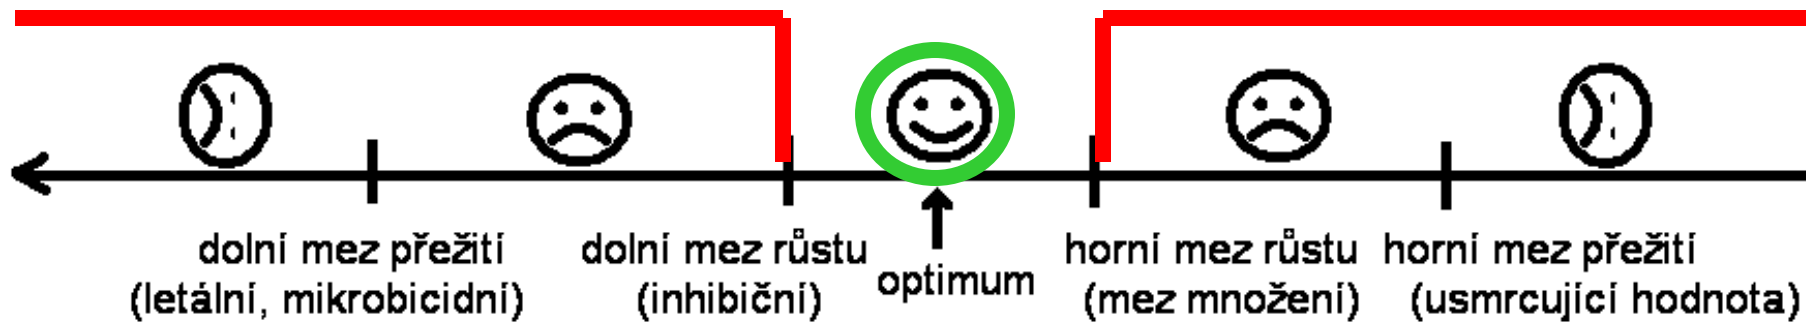 dolní mez přežití
(letální, mikrobicidní)
dolní mez růstu
(inhibiční)
optimum
horní mez růstu
(mez množení)
horní mez přežití
(usmrcující hodnota)